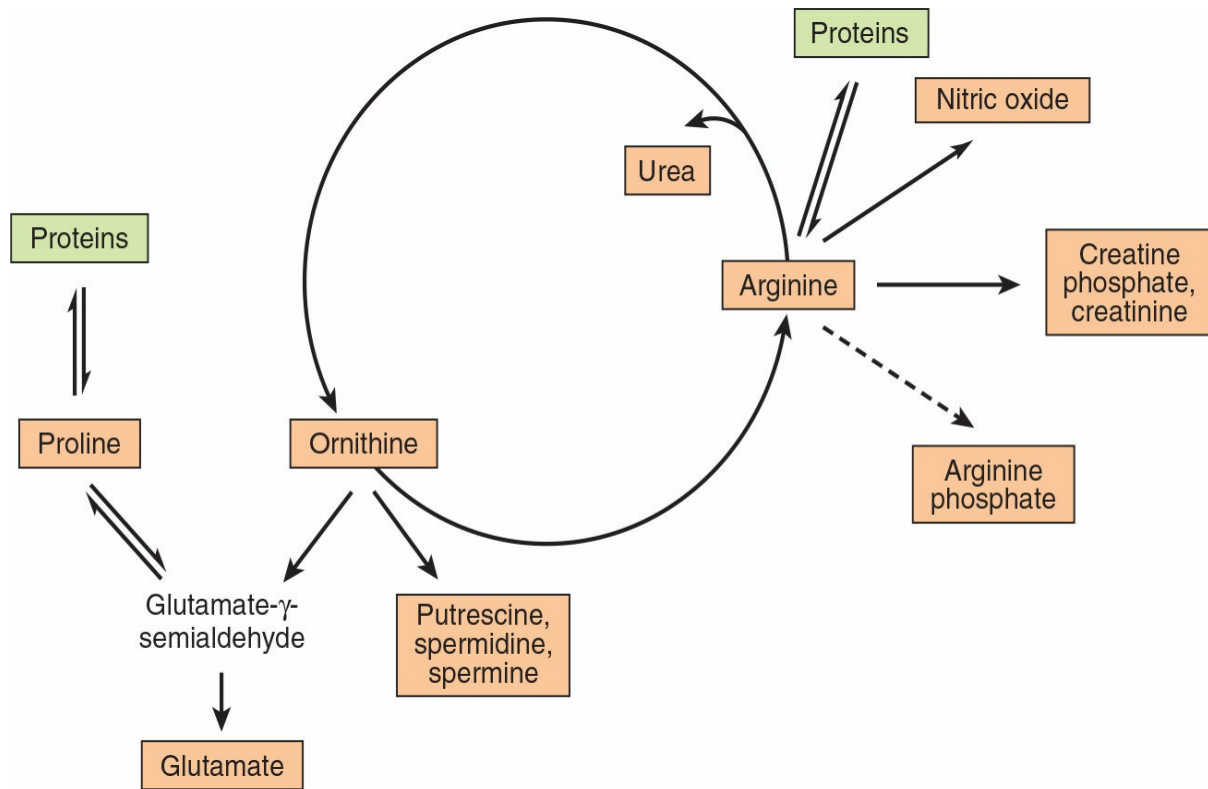 Proteins
Nitric oxide
Urea
Proteins
Arginine
Creatine
phosphate,
creatinine
Proline
Ornithine
Arginine
phosphate
Glutamate-γ-
semialdehyde
Putrescine,
spermidine,
spermine
Glutamate